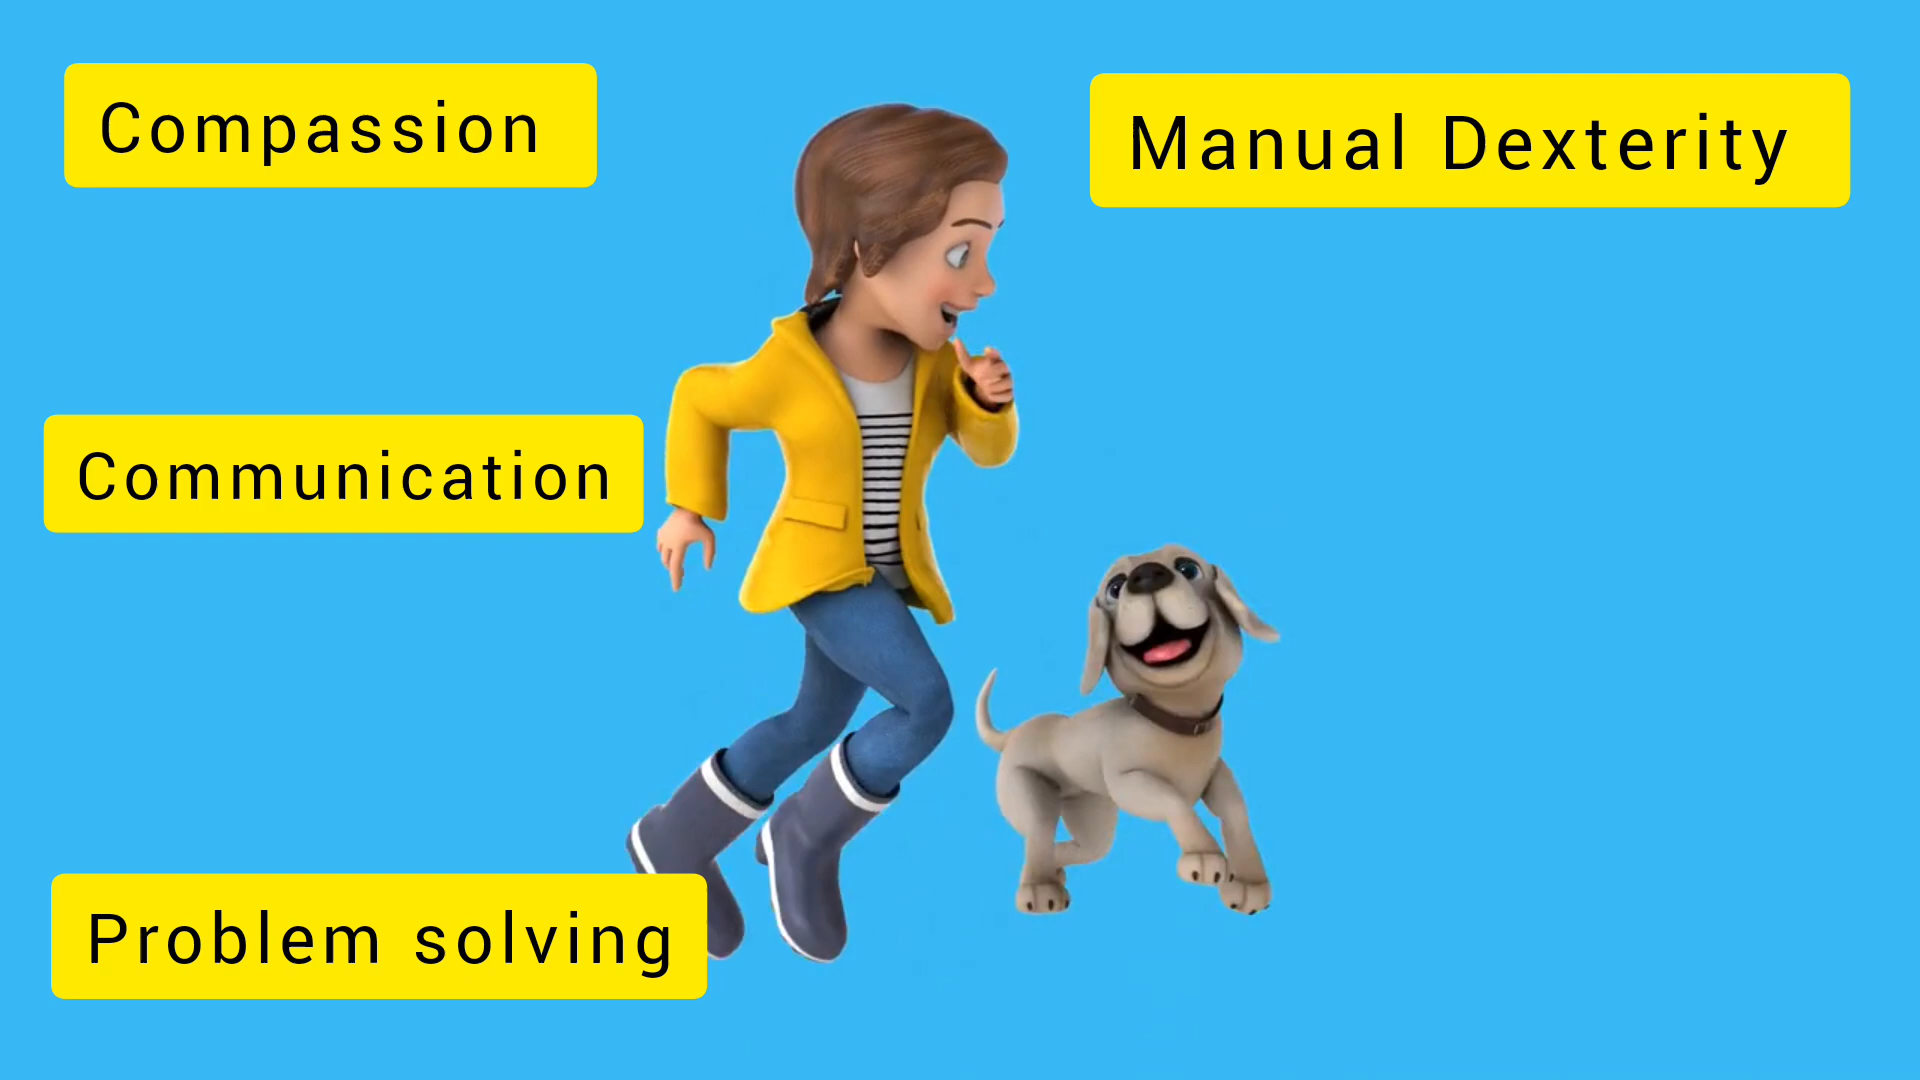 Compassion
Manual Dexterity
Communication
Problem solving